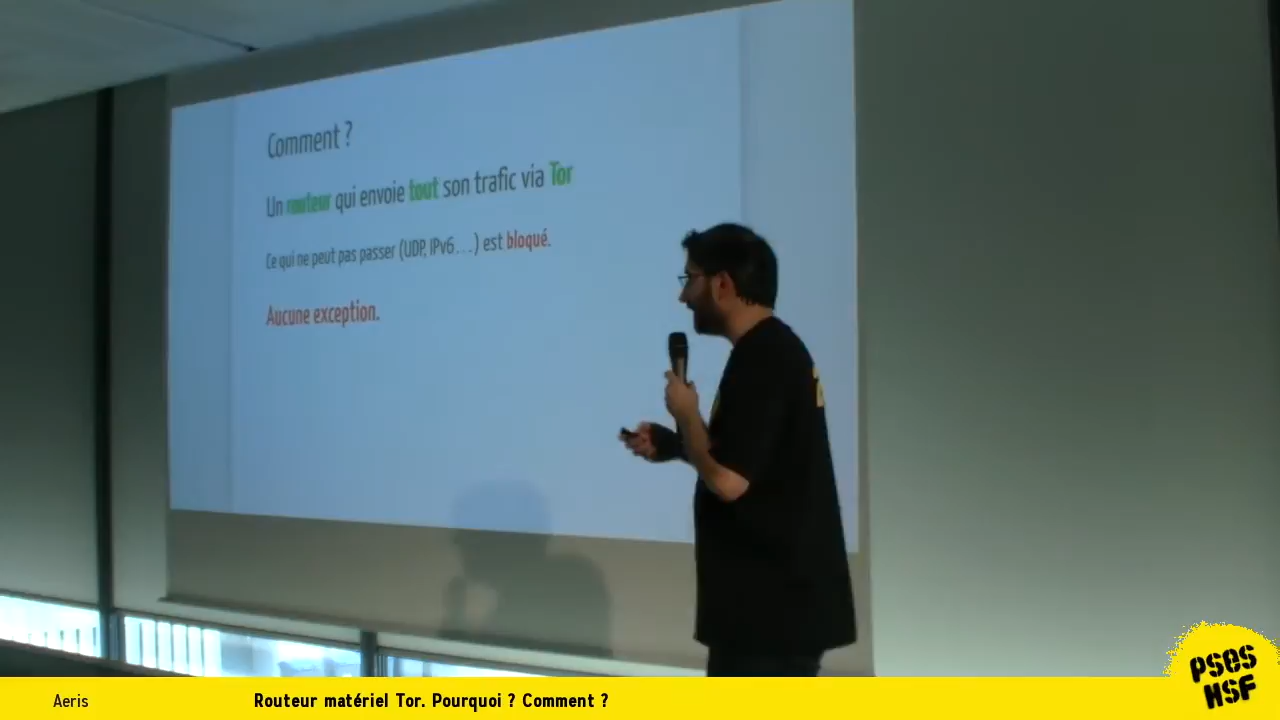 Comment ?
Un routeur qui envoie tout son trafic via Tor
Ce qui ne peut pas passer (UDP, IPv6…) est bloqué.
Aucune exception.
PSES
HSF
Aeris
Routeur matériel Tor. Pourquoi ? Comment ?